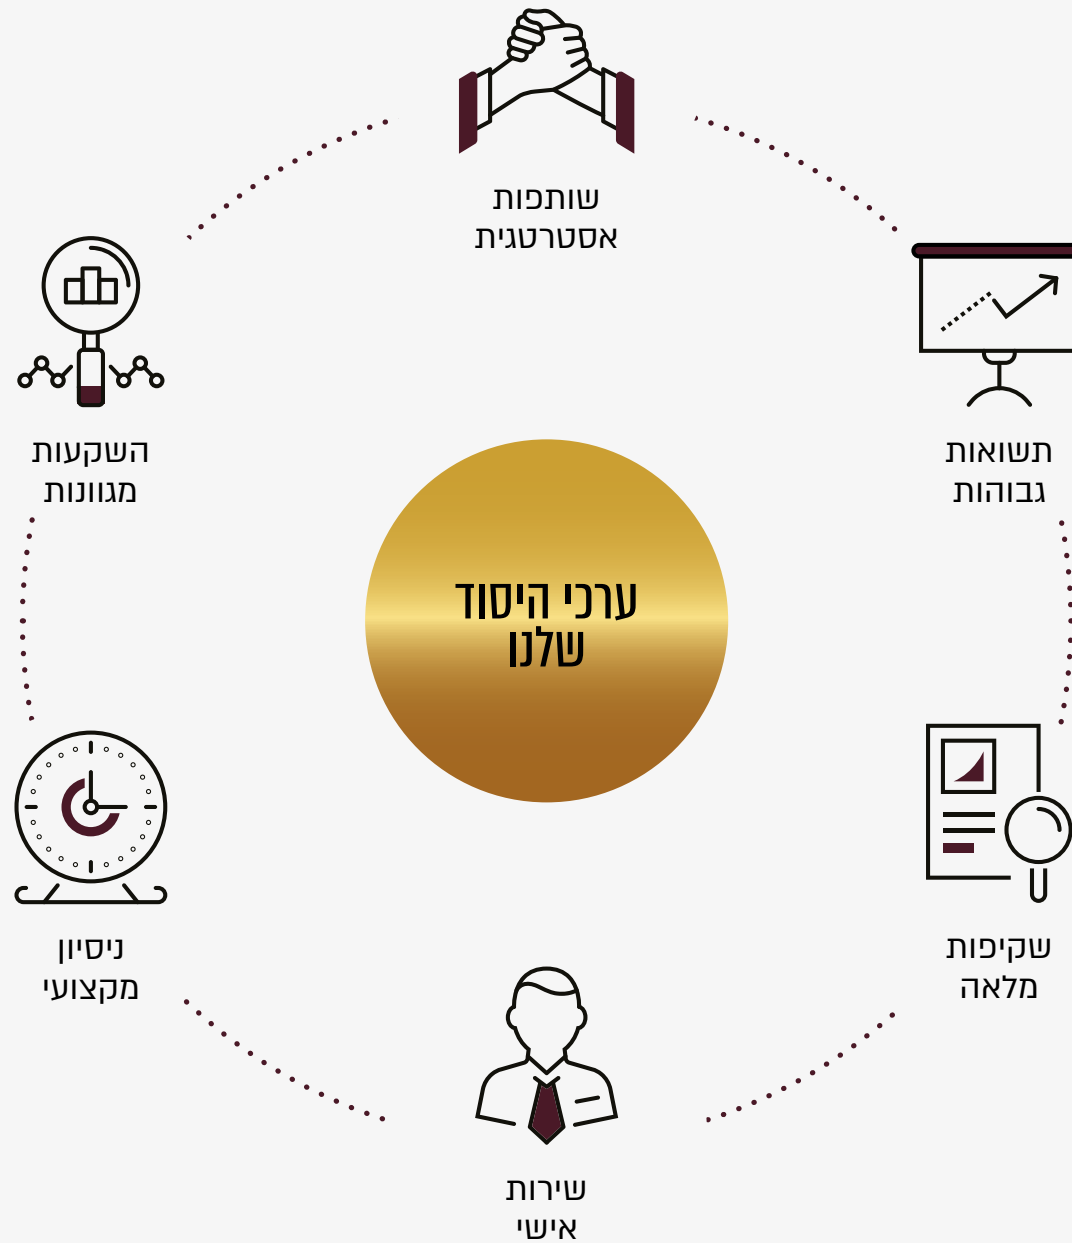 שותפות
אסטרטגית
תשואות
גבוהות
השקעות
מגוונות
ערכי היסוד
שלנו
שקיפות
מלאה
ניסיון
מקצועי
שירות
אישי